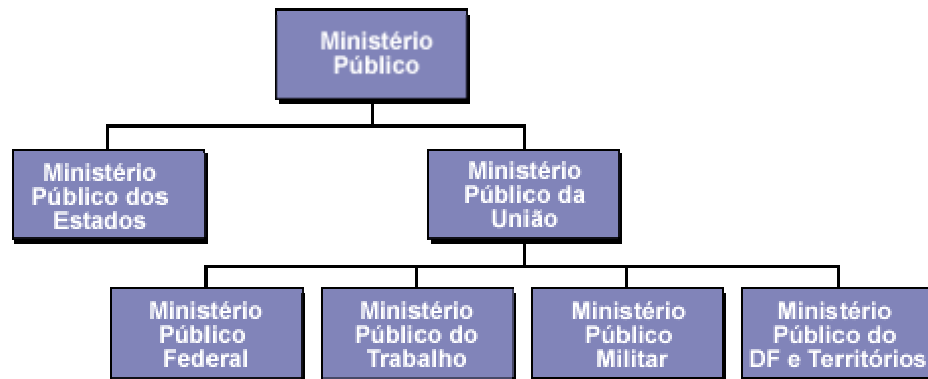 Ministério
Público
Ministério
Público dos
Estados
Ministério
Público da
União
Ministério
Público
Federal
Ministério
Público do
Trabalho
Ministério
Público
Militar
Ministério
Público do
DF e Territórios